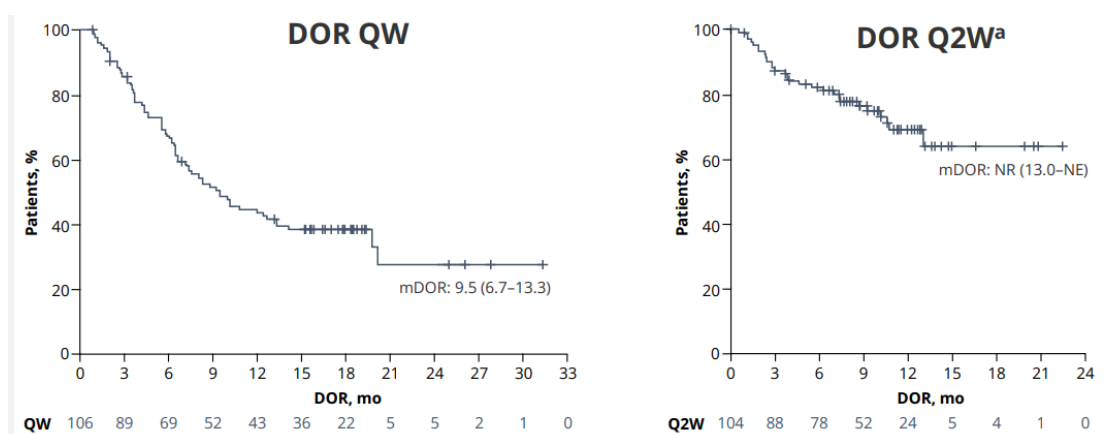 DOR QW
100
80
60
40
20
0
Patients, %
mDOR: 9.5 (6.7–13.3)
0 3 6 9 12 15 18 21 24 27 30 33
DOR, mo
QW 106 89 69 52 43 36 22 5 5 2 1 0
DOR Q2Wᵃ
100
80
60
40
20
0
Patients, %
mDOR: NR (13.0–NE)
0 3 6 9 12 15 18 21 24
DOR, mo
Q2W 104 88 78 52 24 5 4 1 0